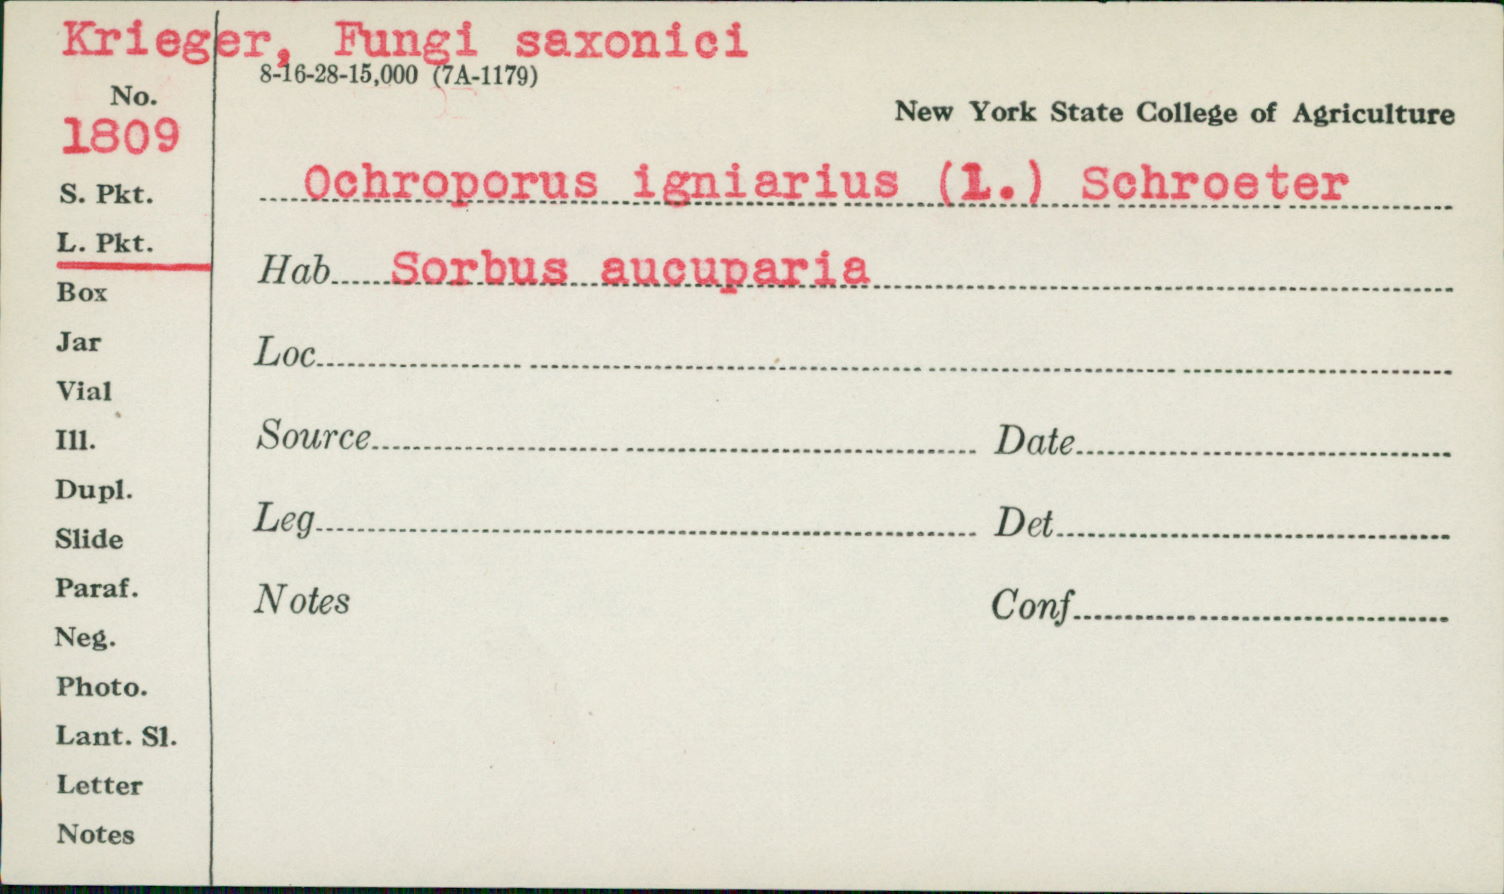 Krieger, Fungi saxonici
8-16-28-15,000 (7A-1179)
No.
New York State College of Agriculture
1809
Ochroporus igniarius (L.) Schroeter
S. Pkt.
L. Pkt.
Hab Sorbus aucuparia
Box
Jar
Loc
Vial
Ill.
Source Date
Dupl.
Slide
Leg Det
Paraf.
Notes Conf
Neg.
Photo.
Lant. Sl.
Letter
Notes